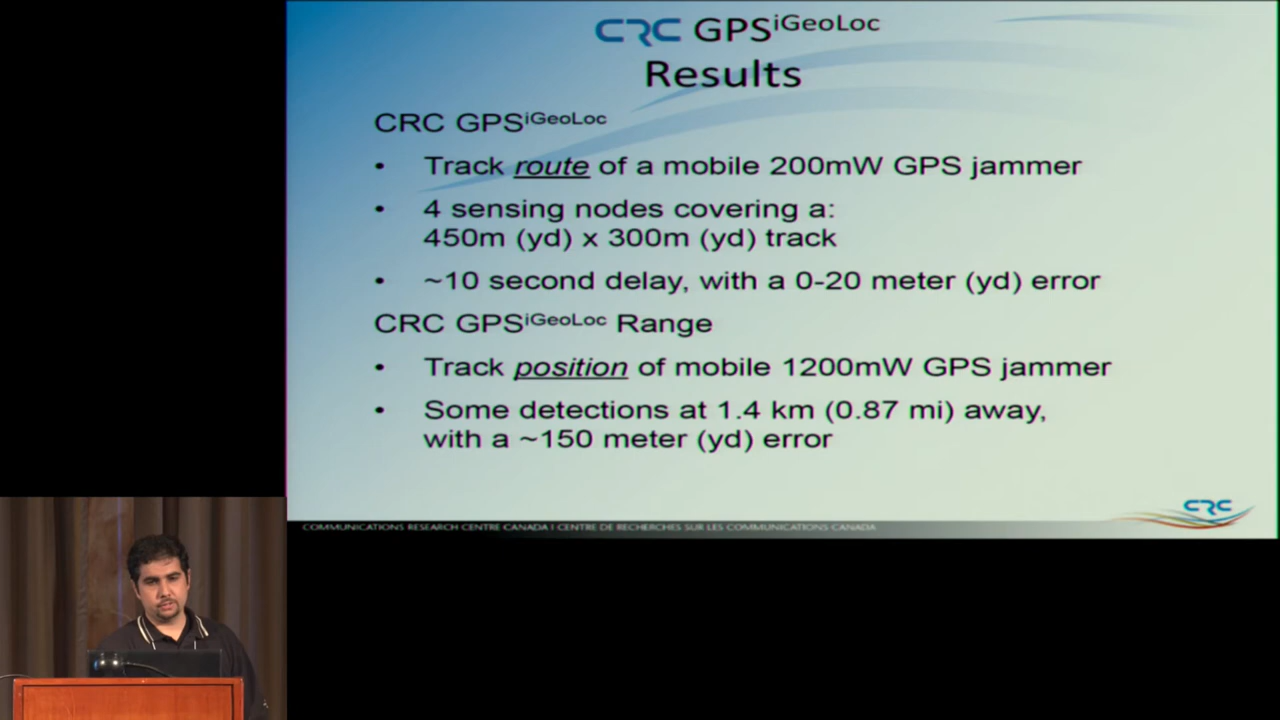 CRC GPSiGeoLoc
Results
CRC GPSiGeoLoc
• Track route of a mobile 200mW GPS jammer
• 4 sensing nodes covering a:
450m (yd) x 300m (yd) track
• ~10 second delay, with a 0-20 meter (yd) error
CRC GPSiGeoLoc Range
• Track position of mobile 1200mW GPS jammer
• Some detections at 1.4 km (0.87 mi) away,
with a ~150 meter (yd) error
CRC
COMMUNICATIONS RESEARCH CENTRE CANADA | CENTRE DE RECHERCHES SUR LES COMMUNICATIONS CANADA